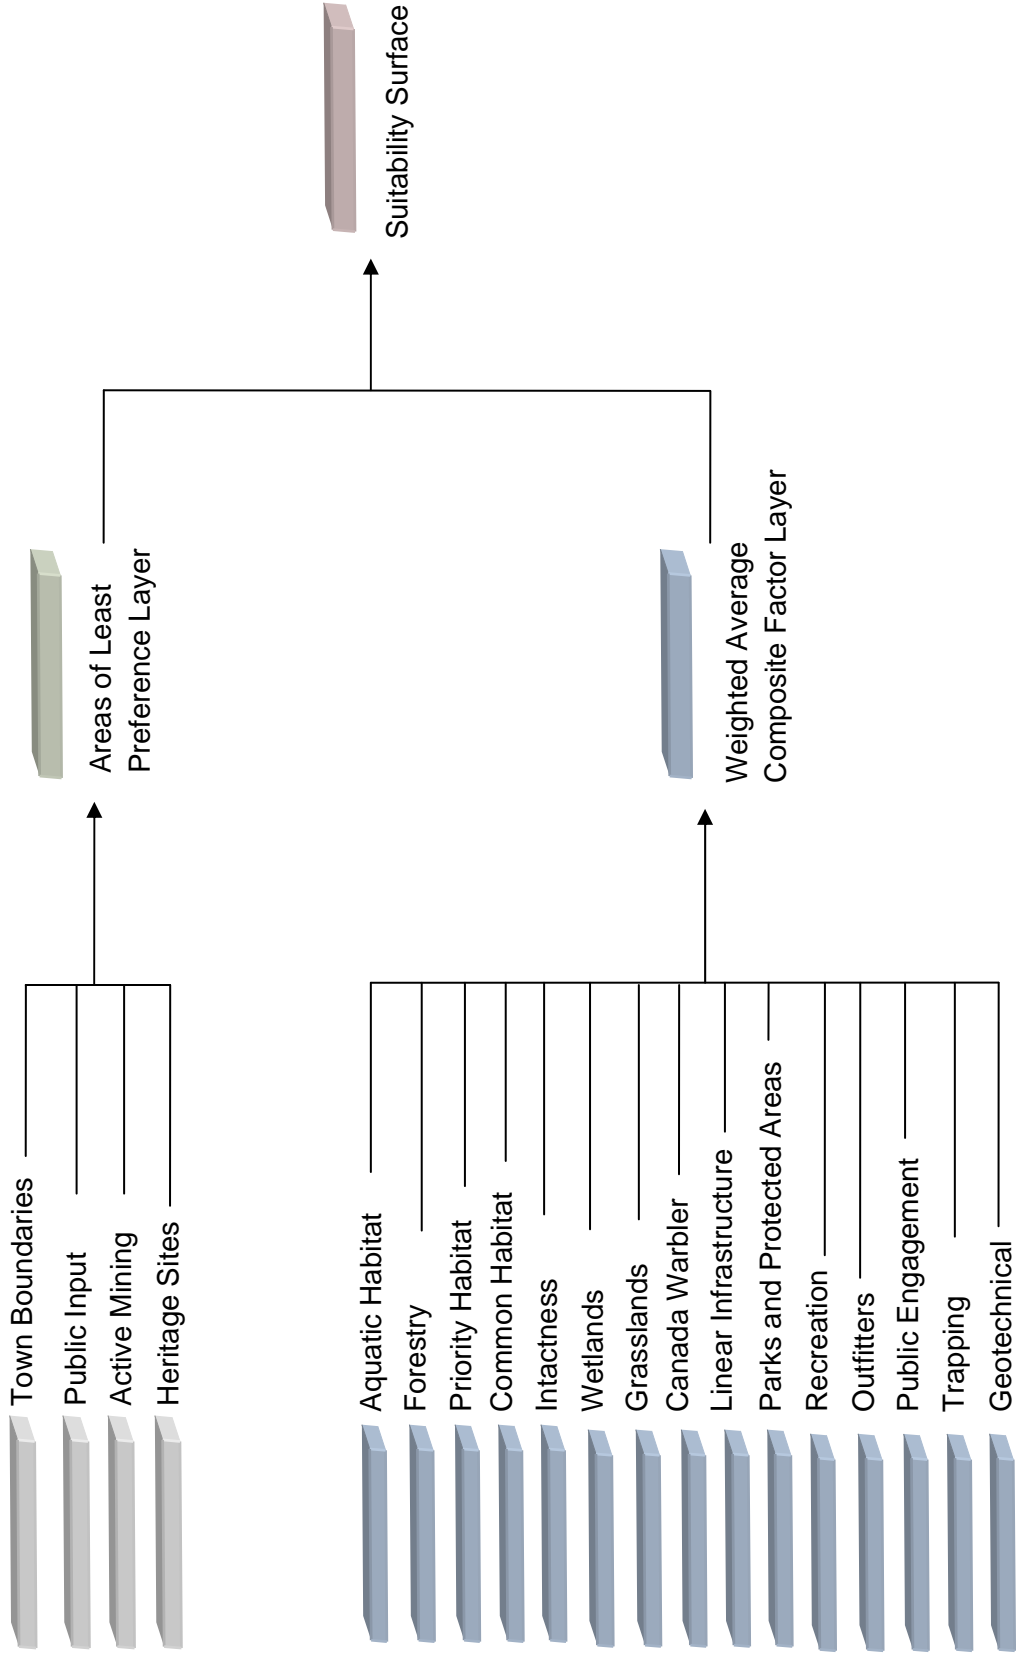 Town Boundaries
Public Input
Active Mining
Heritage Sites
Aquatic Habitat
Forestry
Priority Habitat
Common Habitat
Intactness
Wetlands
Grasslands
Canada Warbler
Linear Infrastructure
Parks and Protected Areas
Recreation
Outfitters
Public Engagement
Trapping
Geotechnical
Areas of Least
Preference Layer
Weighted Average
Composite Factor Layer
Suitability Surface